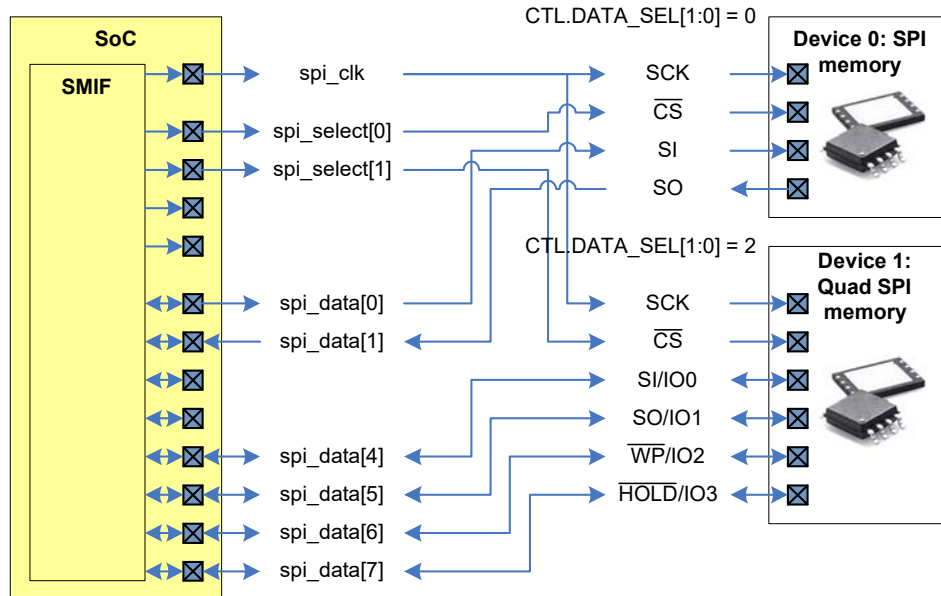 SoC
SMIF
spi_clk
spi_select[0]
spi_select[1]
spi_data[0]
spi_data[1]
spi_data[4]
spi_data[5]
spi_data[6]
spi_data[7]
CTL.DATA_SEL[1:0] = 0
SCK
CS
SI
SO
Device 0: SPI
memory
CTL.DATA_SEL[1:0] = 2
SCK
CS
SI/IO0
SO/IO1
WP/IO2
HOLD/IO3
Device 1:
Quad SPI
memory